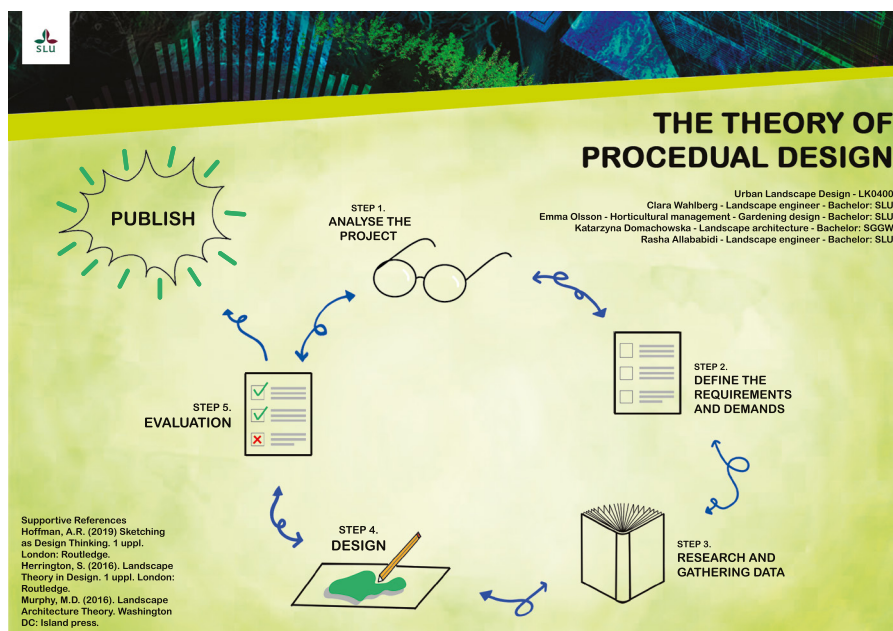 SLU
THE THEORY OF
PROCEDUAL DESIGN
Urban Landscape Design - LK0400
Clara Wahlberg - Landscape engineer - Bachelor: SLU
Emma Olsson - Horticultural management - Gardening design - Bachelor: SLU
Katarzyna Domachowska - Landscape architecture - Bachelor: SGGW
Rasha Allababidi - Landscape engineer - Bachelor: SLU
PUBLISH
STEP 1.
ANALYSE THE
PROJECT
STEP 2.
DEFINE THE
REQUIREMENTS
AND DEMANDS
STEP 3.
RESEARCH AND
GATHERING DATA
STEP 4.
DESIGN
STEP 5.
EVALUATION
Supportive References
Hoffman, A.R. (2019) Sketching
as Design Thinking. 1 uppl.
London: Routledge.
Herrington, S. (2016). Landscape
Theory in Design. 1 uppl. London:
Routledge.
Murphy, M.D. (2016). Landscape
Architecture Theory. Washington
DC: Island press.